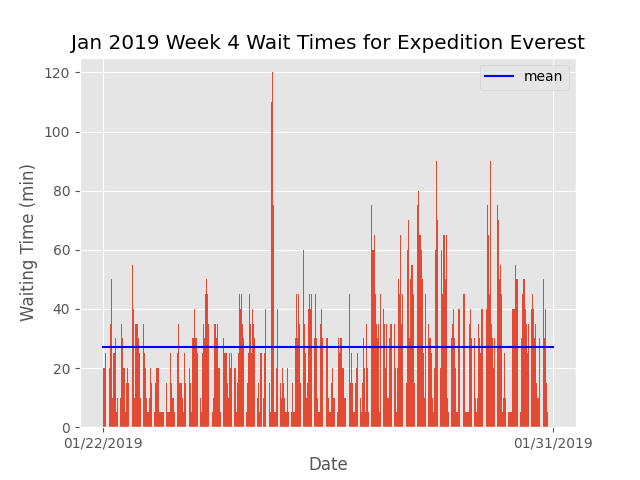 Jan 2019 Week 4 Wait Times for Expedition Everest
mean
120
100
80
60
40
20
0
Waiting Time (min)
01/22/2019
01/31/2019
Date